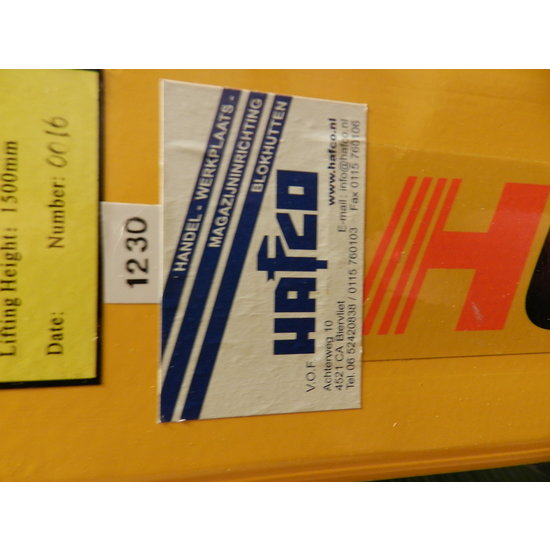 Lifting Height: 1500mm
Date:
Number: 0016
1230
HANDEL - WERKPLAATS -
MAGAZIJNINRICHTING
BLOKHUTTEN
V.O.F. HAFCO
Achterweg 10
4521 CA Biervliet
Tel. 06 52420838 / 0115 760103
www.hafco.nl
E-mail: info@hafco.nl
Fax 0115 760106
H